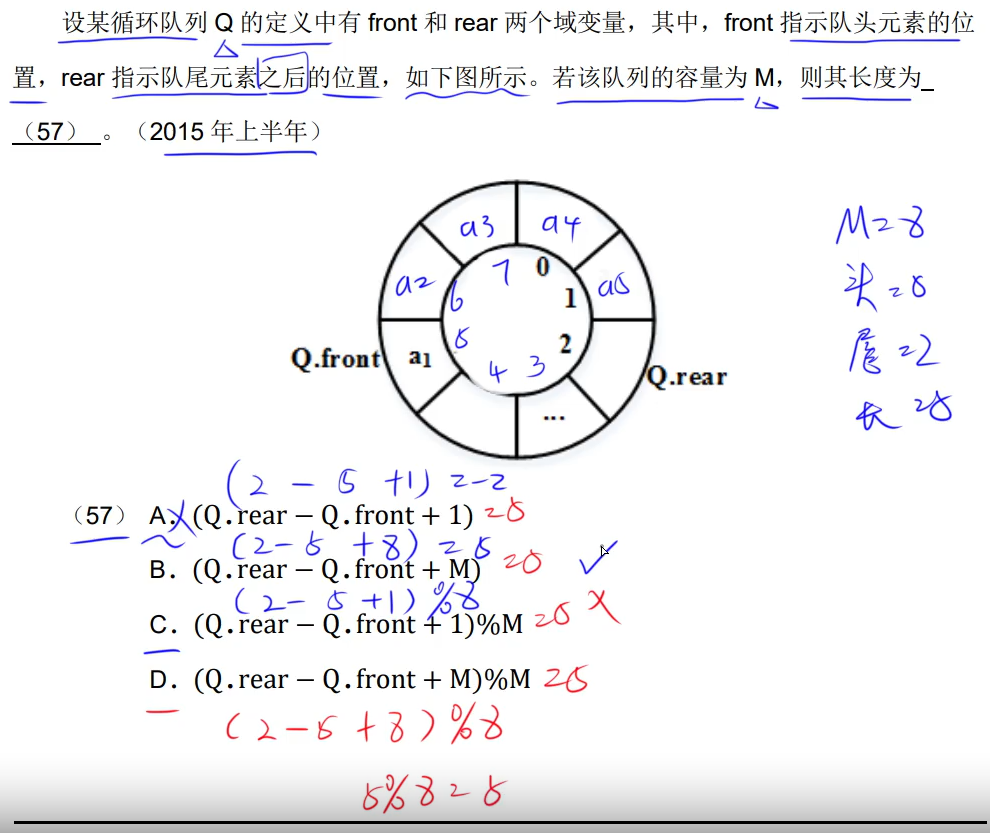 设某循环队列 Q 的定义中有 front 和 rear 两个域变量，其中，front 指示队头元素的位
置，rear 指示队尾元素之后的位置，如下图所示。若该队列的容量为 M，则其长度为_
（57） 。（2015 年上半年）
a3 a4
M=8
7 0
a2 a5
6 1
头=5
5 2
Q.front a1
4 3
Q.rear
尾=2
...
长=5
(2 - 5 +1) =-2
（57） A. (Q.rear − Q.front + 1) =5
(2-5 +8) =5
B. (Q.rear − Q.front + M) =5 ✓
(2-5 +1) %8
C. (Q.rear − Q.front + 1)%M =5 ×
D. (Q.rear − Q.front + M)%M =5
(2-5+8)%8
5%8=5